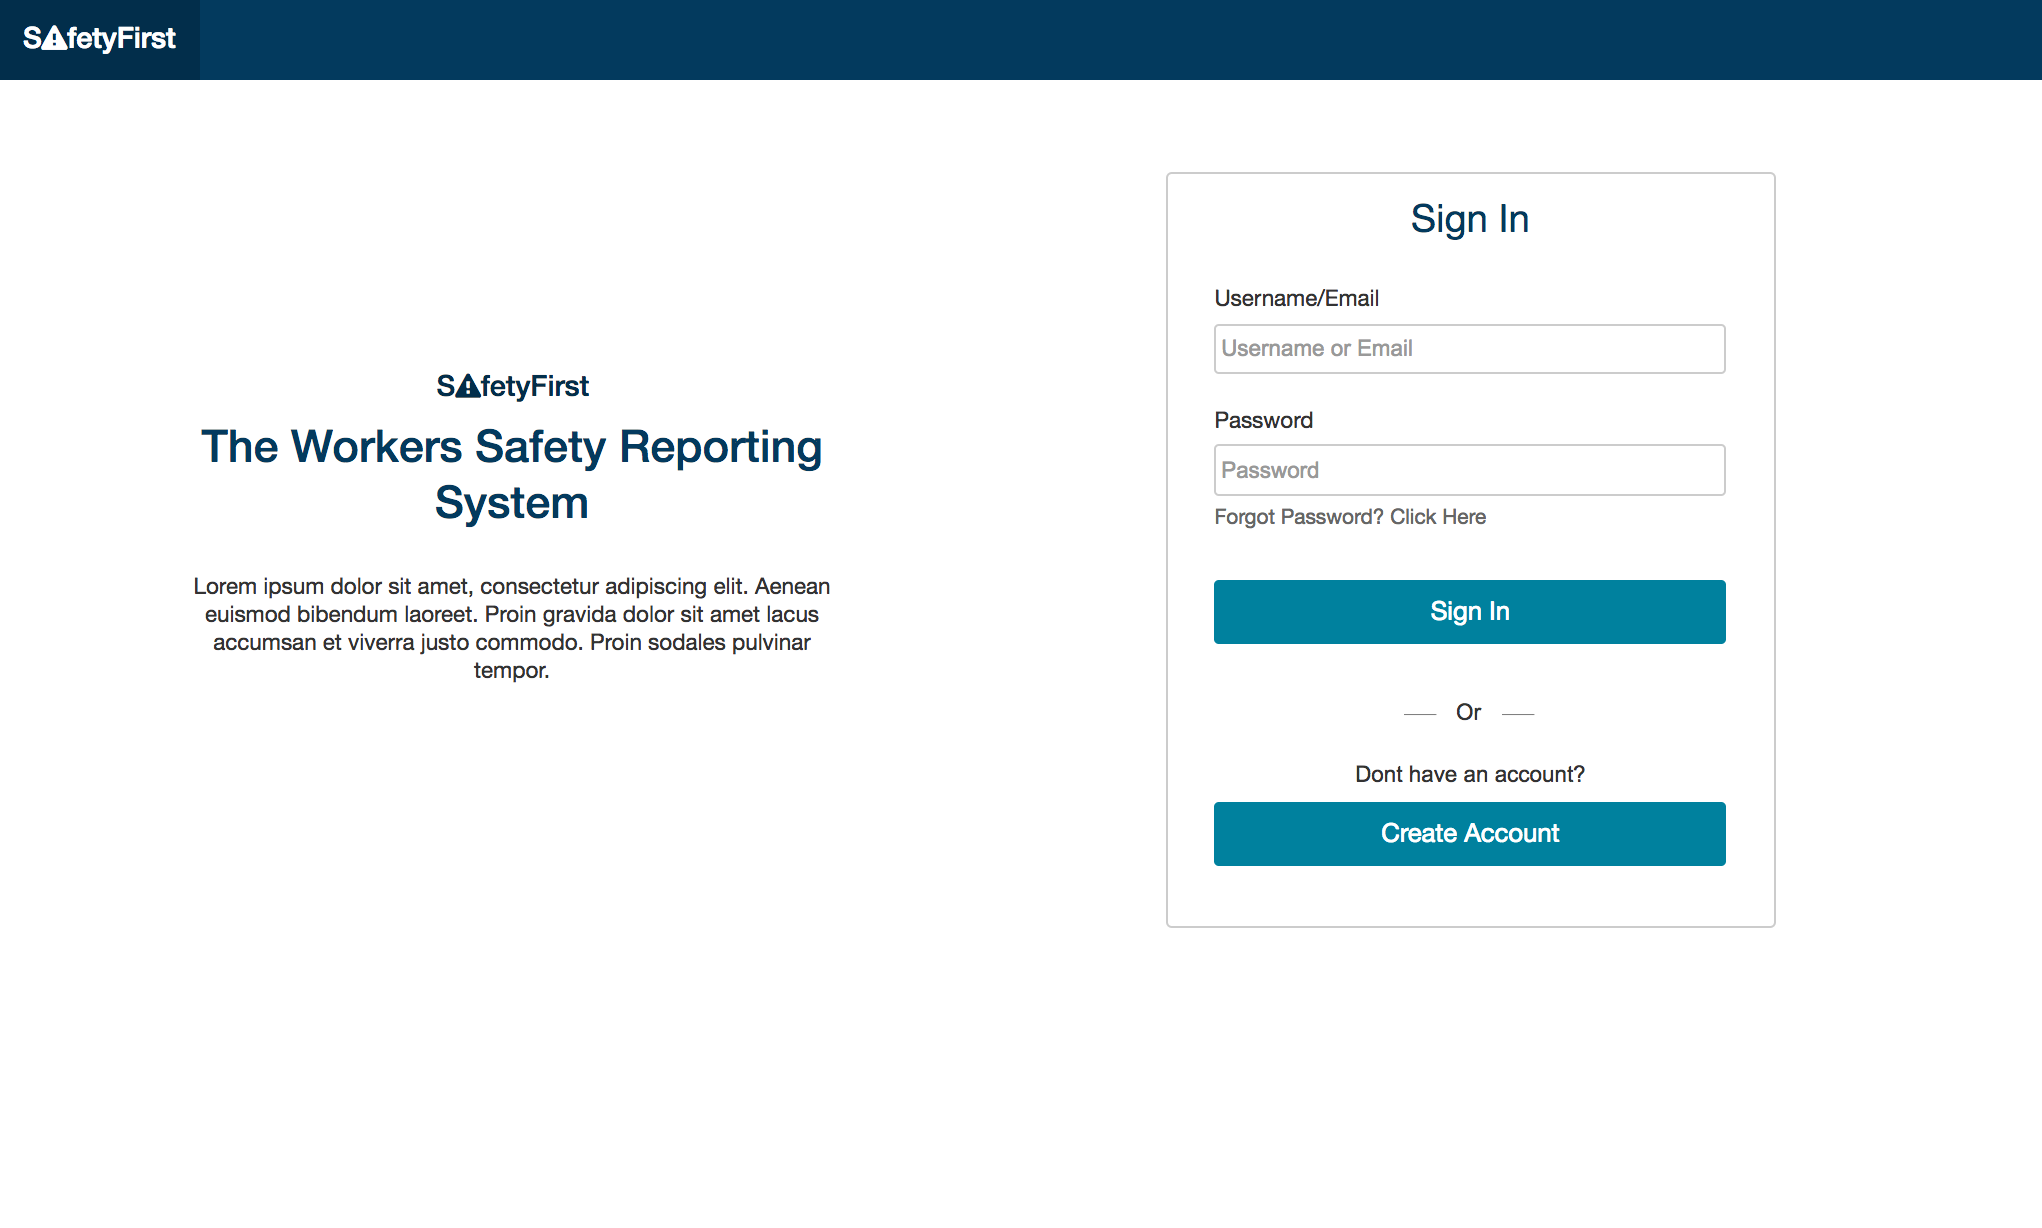 SafetyFirst
Sign In
Username/Email
Username or Email
Password
Password
Forgot Password? Click Here
Sign In
Or
Dont have an account?
Create Account
SafetyFirst
The Workers Safety Reporting
System
Lorem ipsum dolor sit amet, consectetur adipiscing elit. Aenean
euismod bibendum laoreet. Proin gravida dolor sit amet lacus
accumsan et viverra justo commodo. Proin sodales pulvinar
tempor.